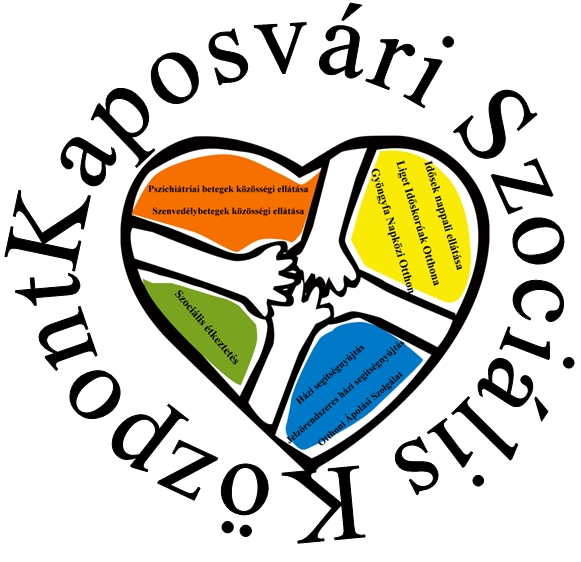 Kaposvári Szociális Központ
Pszichiátriai betegek közösségi ellátása
Szenvedélybetegek közösségi ellátása
Idősek nappali ellátása
Liget Időskorúak Otthona
Gyöngyfa Napközi Otthon
Szociális étkeztetés
Házi segítségnyújtás
Jelzőrendszeres házi segítségnyújtás
Otthoni Ápolási Szolgálat